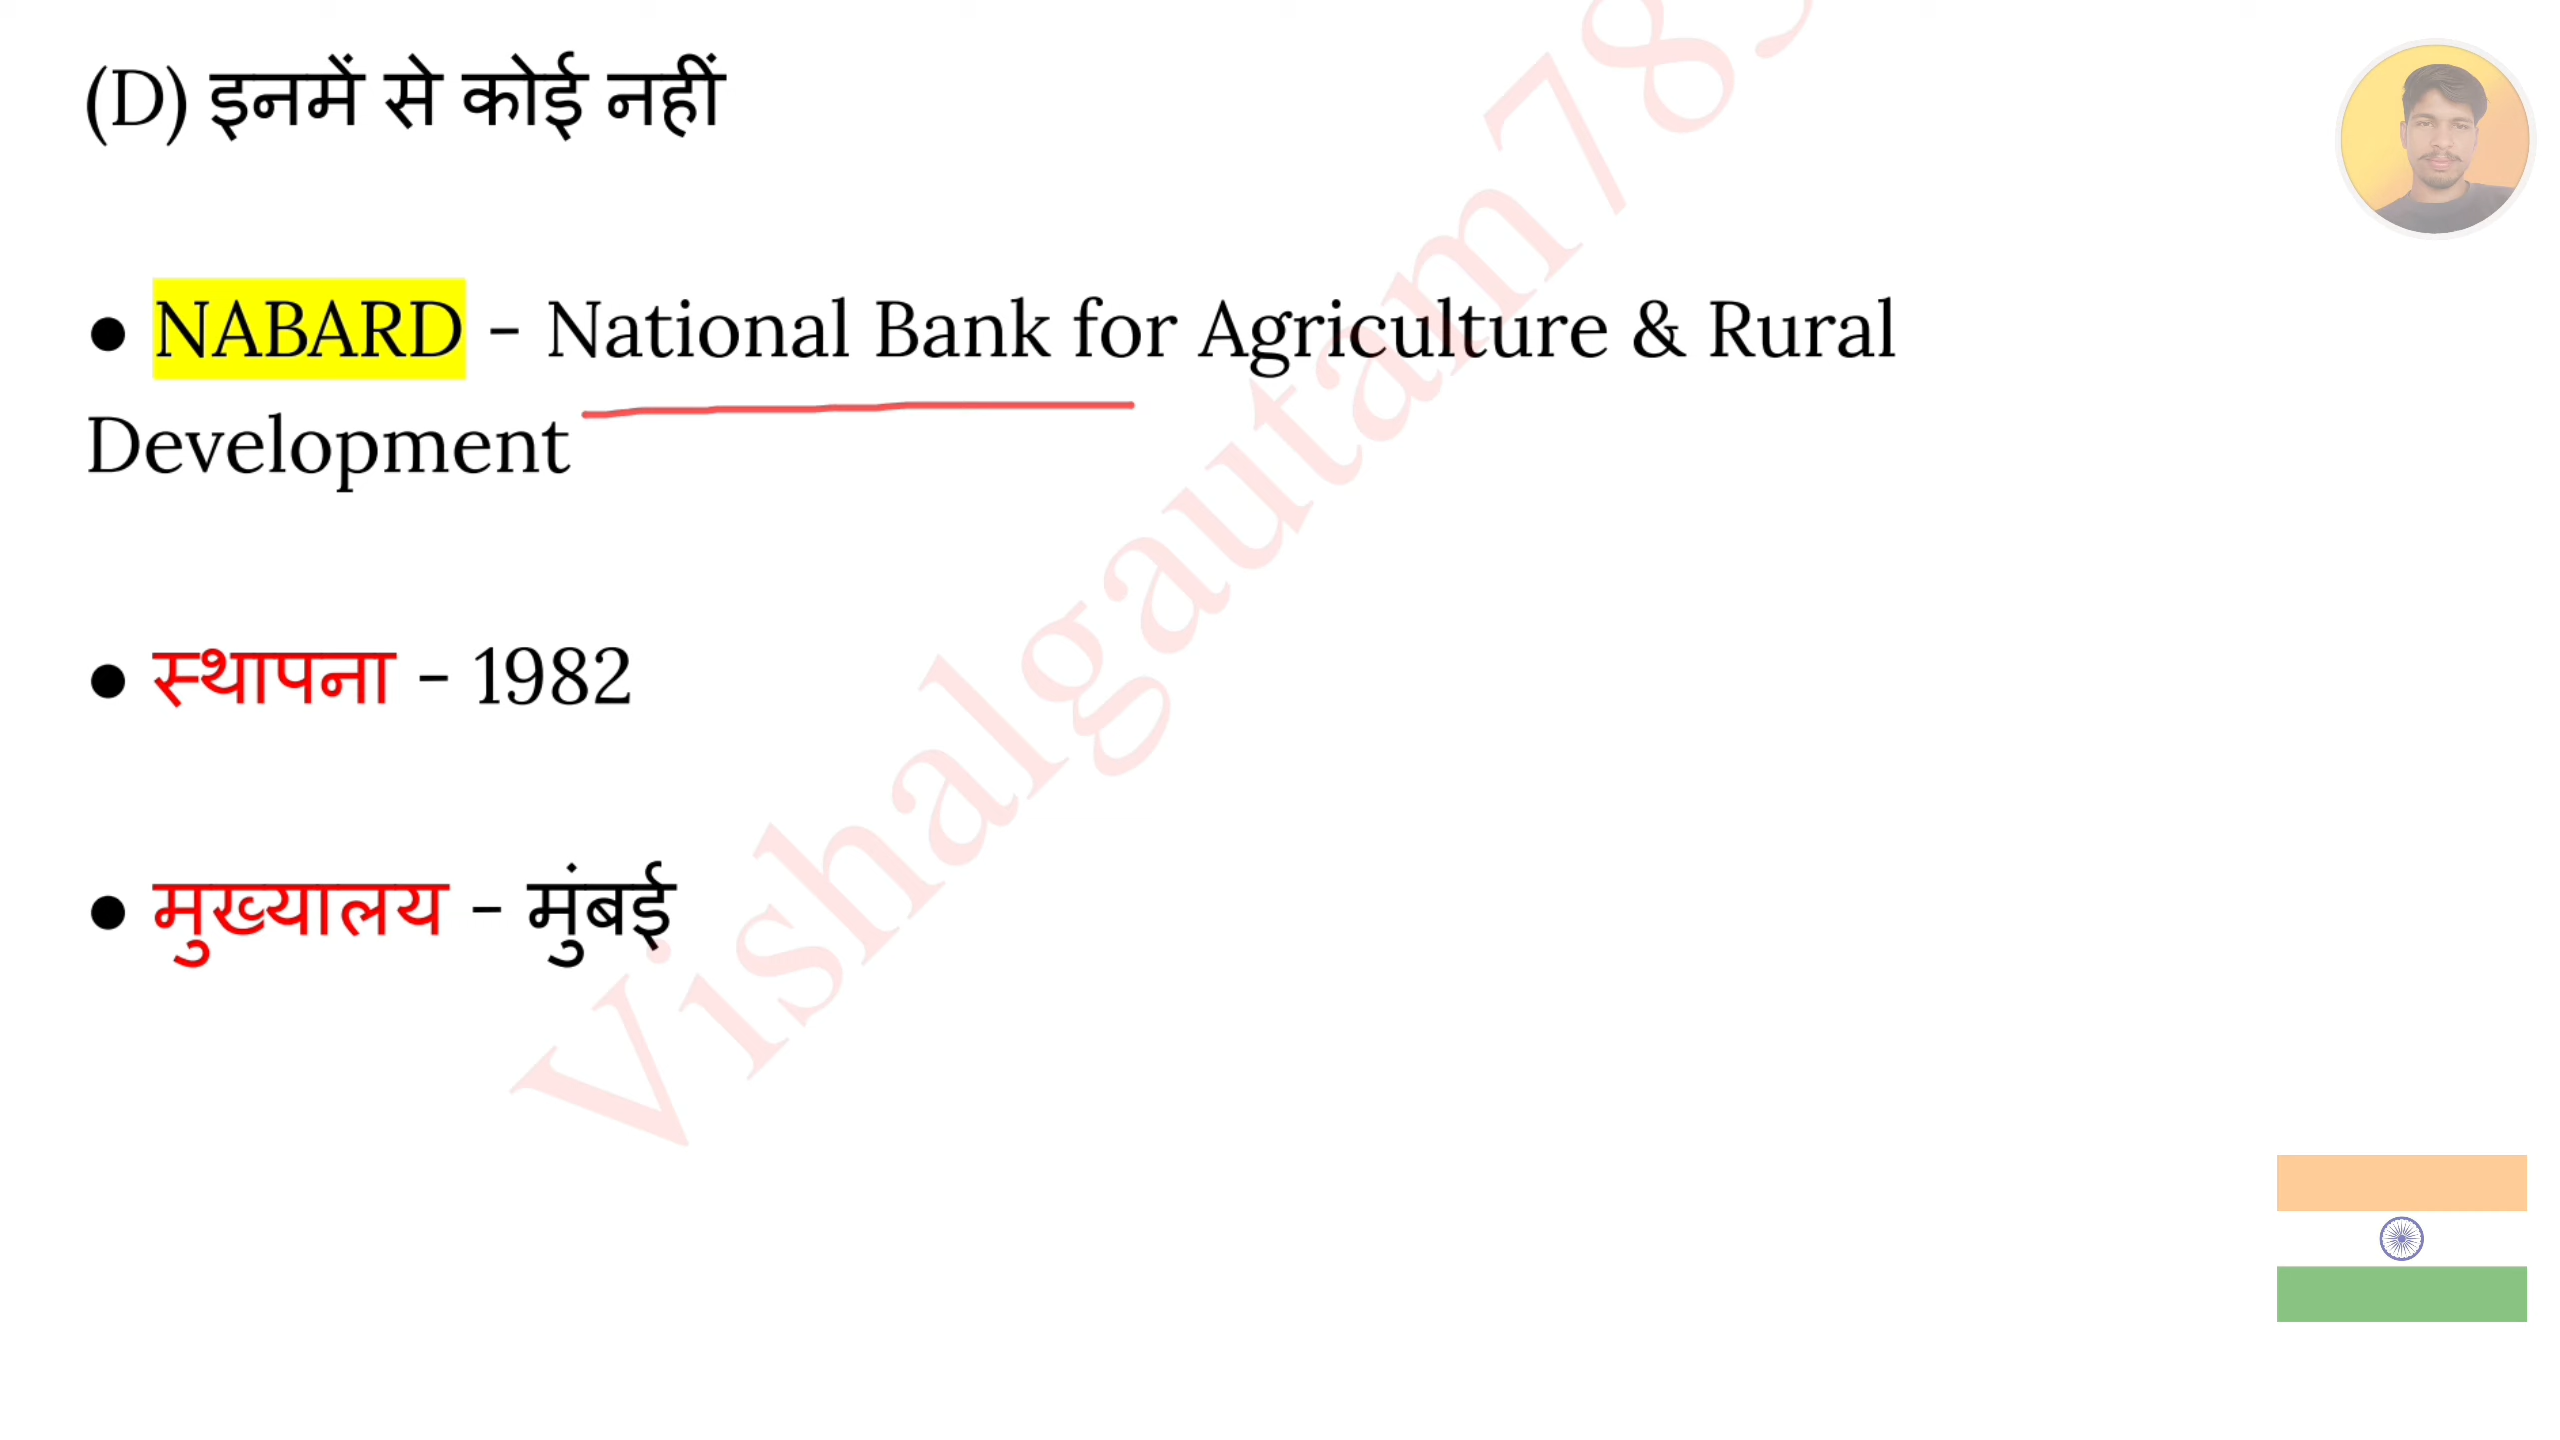 (D) इनमें से कोई नहीं
● NABARD - National Bank for Agriculture & Rural
Development
● स्थापना - 1982
● मुख्यालय - मुंबई
Vishalgautam78